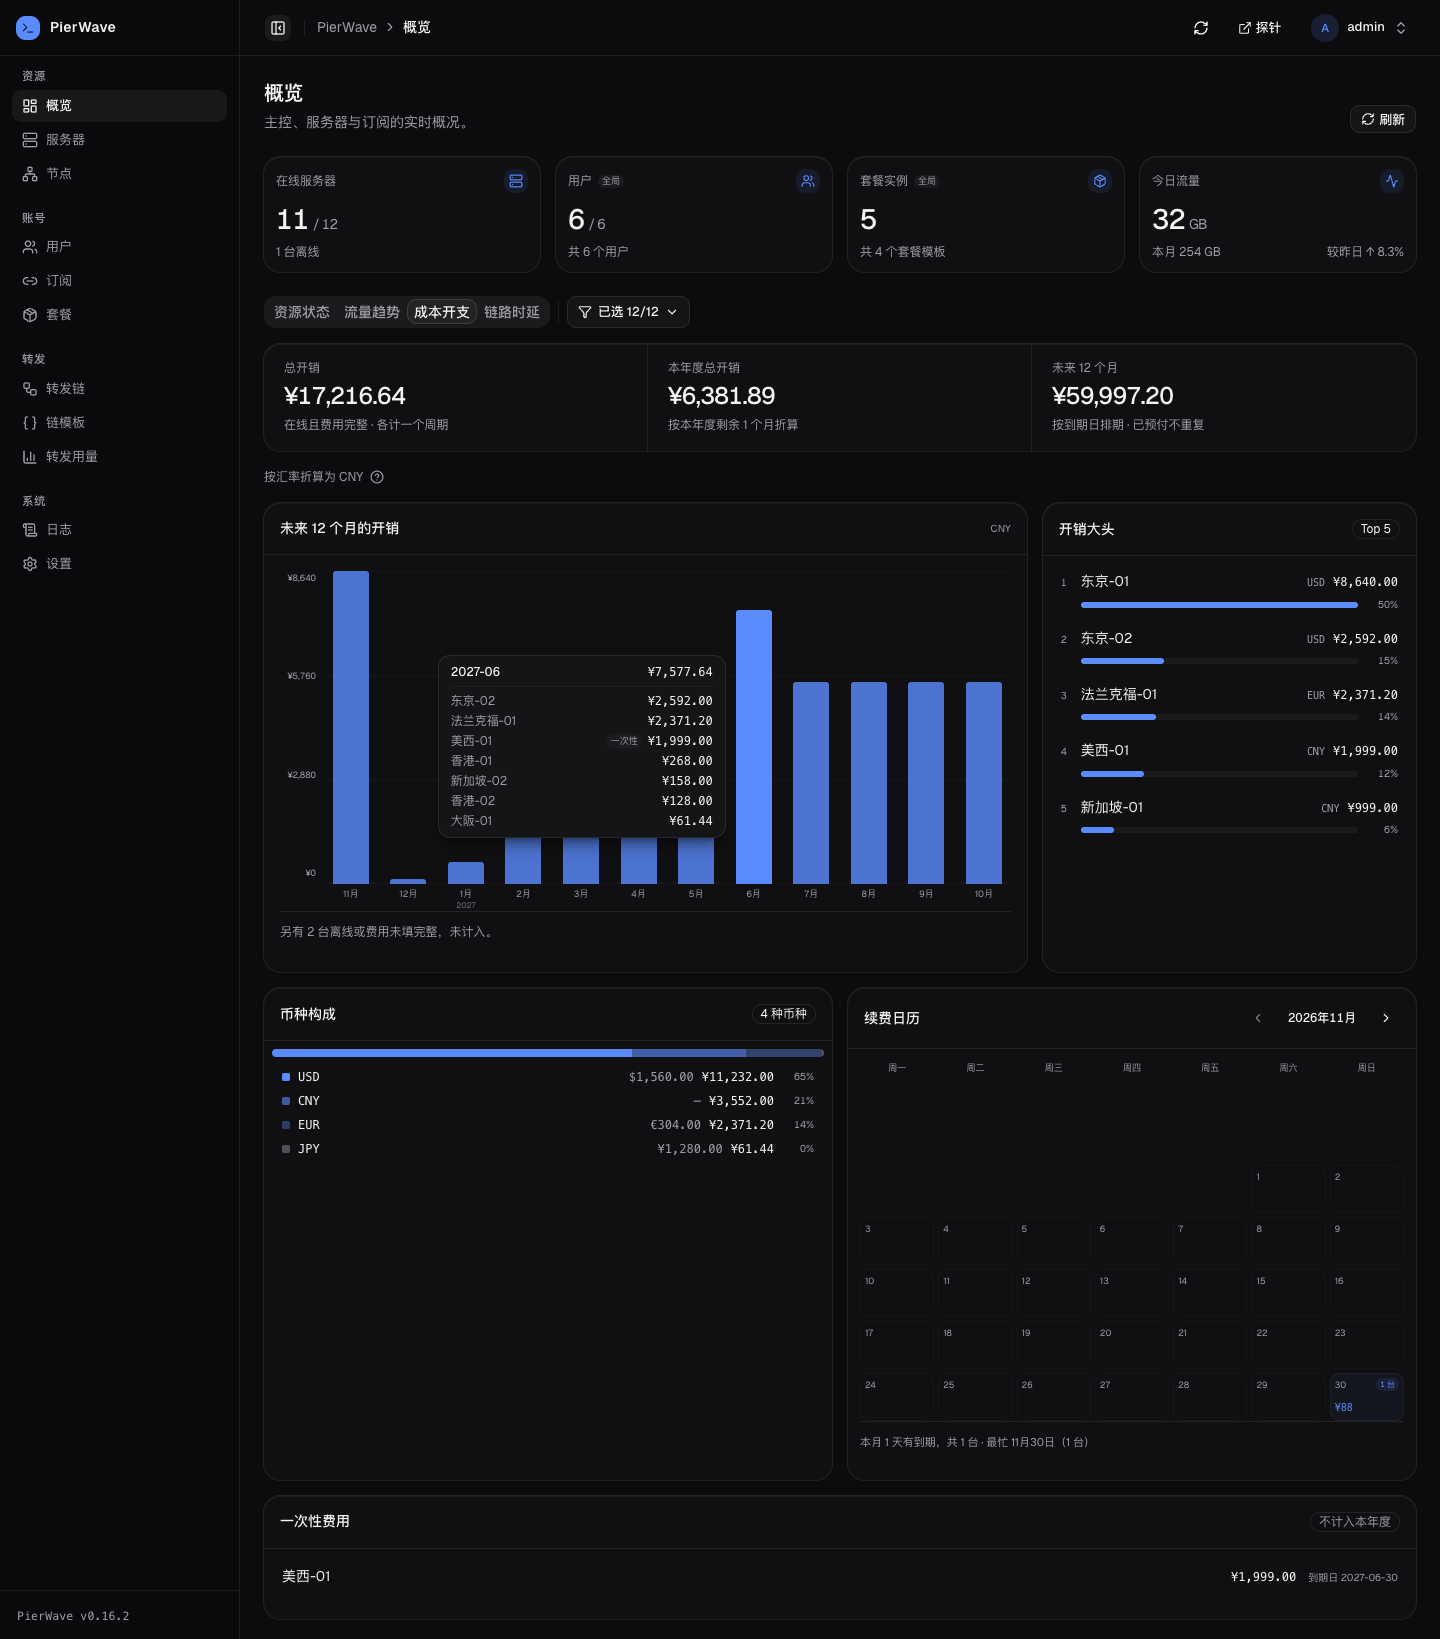 PierWave
PierWave > 概览
探针
A admin
资源
概览
服务器
节点
账号
用户
订阅
套餐
转发
转发链
链模板
转发用量
系统
日志
设置
PierWave v0.16.2
概览
主控、服务器与订阅的实时概况。
刷新
在线服务器
11 / 12
1 台离线
用户 全局
6 / 6
共 6 个用户
套餐实例 全局
5
共 4 个套餐模板
今日流量
32 GB
本月 254 GB 较昨日 ↑ 8.3%
资源状态 流量趋势 成本开支 链路时延 已选 12/12
总开销
¥17,216.64
在线且费用完整 · 各计一个周期
本年度总开销
¥6,381.89
按本年度剩余 1 个月折算
未来 12 个月
¥59,997.20
按到期日排期 · 已预付不重复
按汇率折算为 CNY
未来 12 个月的开销 CNY
¥8,640
¥5,760
¥2,880
¥0
2027-06 ¥7,577.64
东京-02 ¥2,592.00
法兰克福-01 ¥2,371.20
美西-01 一次性 ¥1,999.00
香港-01 ¥268.00
新加坡-02 ¥158.00
香港-02 ¥128.00
大阪-01 ¥61.44
11月 12月 1月 2月 3月 4月 5月 6月 7月 8月 9月 10月
2027
另有 2 台离线或费用未填完整，未计入。
开销大头 Top 5
1 东京-01 USD ¥8,640.00
50%
2 东京-02 USD ¥2,592.00
15%
3 法兰克福-01 EUR ¥2,371.20
14%
4 美西-01 CNY ¥1,999.00
12%
5 新加坡-01 CNY ¥999.00
6%
币种构成 4 种币种
USD $1,560.00 ¥11,232.00 65%
CNY — ¥3,552.00 21%
EUR €304.00 ¥2,371.20 14%
JPY ¥1,280.00 ¥61.44 0%
续费日历 2026年11月
周一 周二 周三 周四 周五 周六 周日
1 2
3 4 5 6 7 8 9
10 11 12 13 14 15 16
17 18 19 20 21 22 23
24 25 26 27 28 29 30 1 台
¥88
本月 1 天有到期，共 1 台 · 最忙 11月30日（1 台）
一次性费用 不计入本年度
美西-01 ¥1,999.00 到期日 2027-06-30